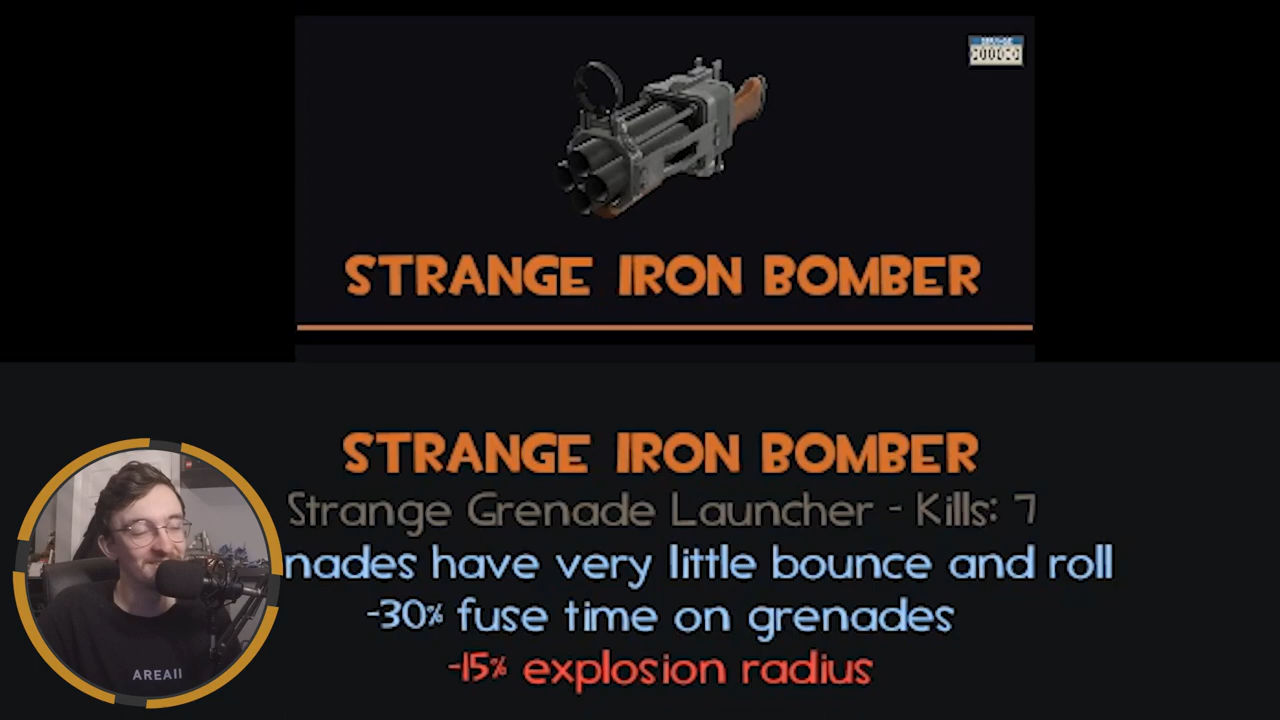 STRANGE IRON BOMBER
STRANGE IRON BOMBER
Strange Grenade Launcher - Kills: 7
nades have very little bounce and roll
-30% fuse time on grenades
-15% explosion radius
AREA11